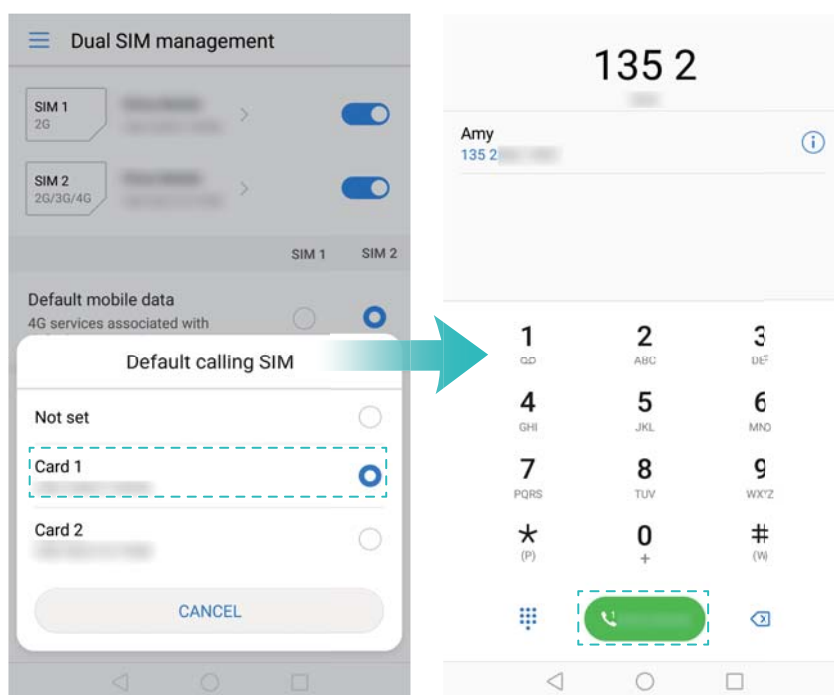 Dual SIM management
SIM 1
2G
SIM 2
2G/3G/4G
SIM 1 SIM 2
Default mobile data
4G services associated with
Default calling SIM
Not set
Card 1
Card 2
CANCEL
135 2
Amy
135 2
1 2 3
ABC DEF
4 5 6
GHI JKL MNO
7 8 9
PQRS TUV WXYZ
* 0 #
(P) + (W)
1